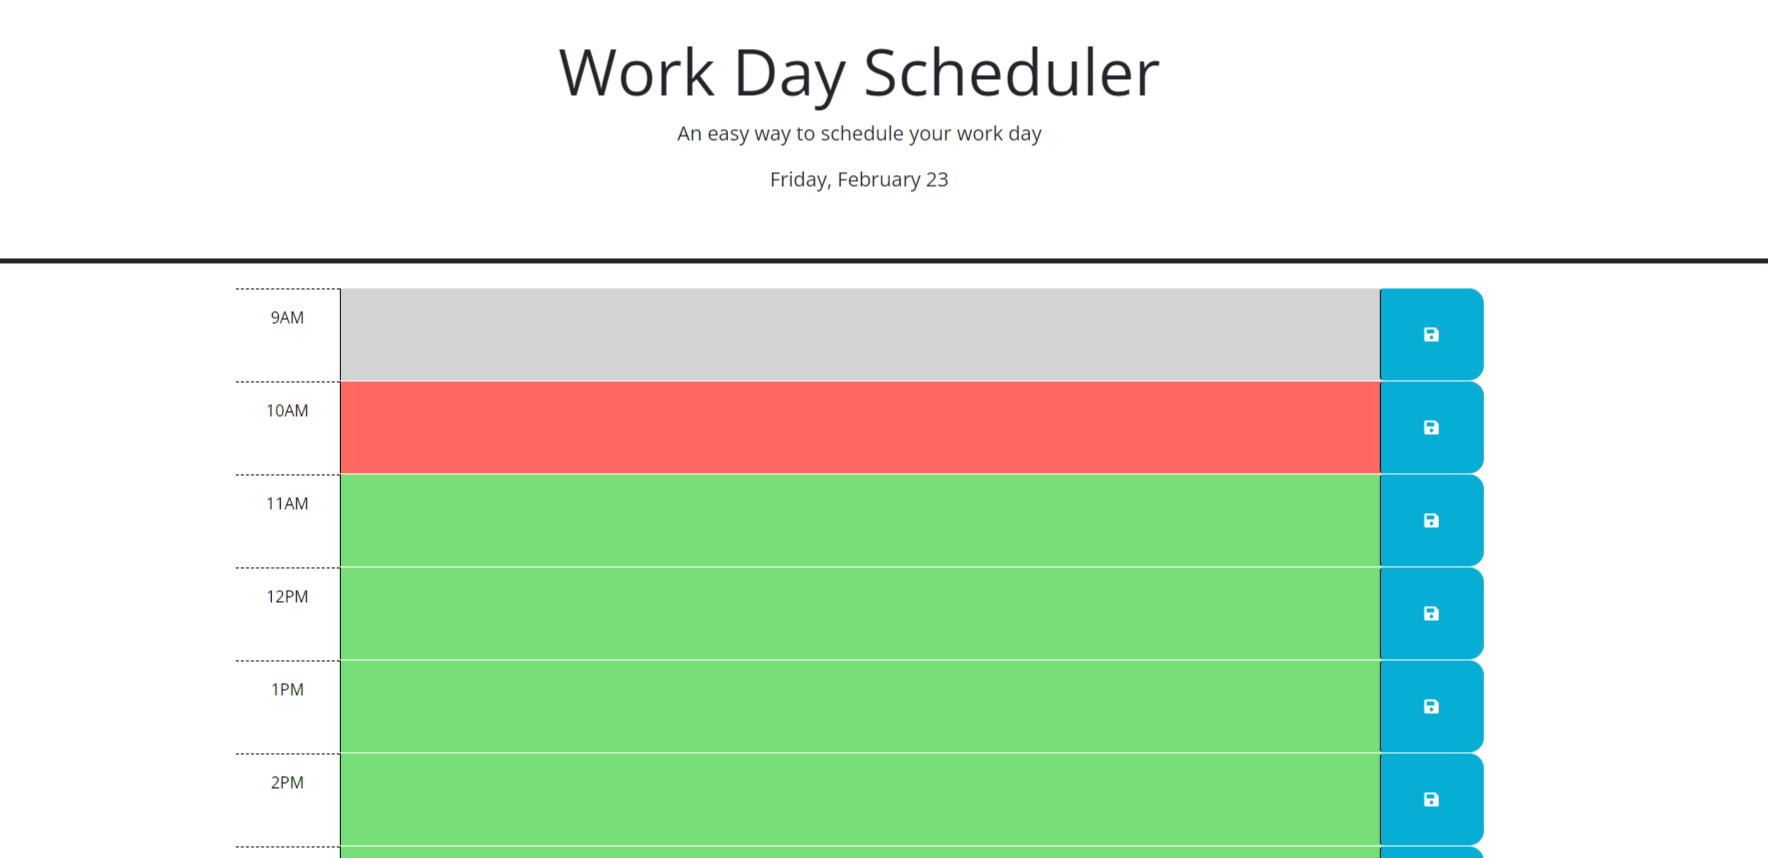 Work Day Scheduler
An easy way to schedule your work day
Friday, February 23
9AM
10AM
11AM
12PM
1PM
2PM